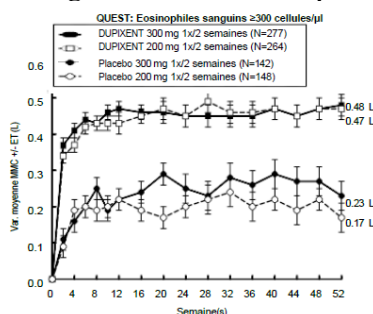 QUEST: Eosinophiles sanguins ≥300 cellules/µl
DUPIXENT 300 mg 1x/2 semaines (N=277)
DUPIXENT 200 mg 1x/2 semaines (N=264)
Placebo 300 mg 1x/2 semaines (N=142)
Placebo 200 mg 1x/2 semaines (N=148)
Var. moyenne MMC +/- ET (L)
0.6
0.5
0.4
0.3
0.2
0.1
0.0
0.48 L
0.47 L
0.23 L
0.17 L
0 4 8 12 16 20 24 28 32 36 40 44 48 52
Semaine(s)